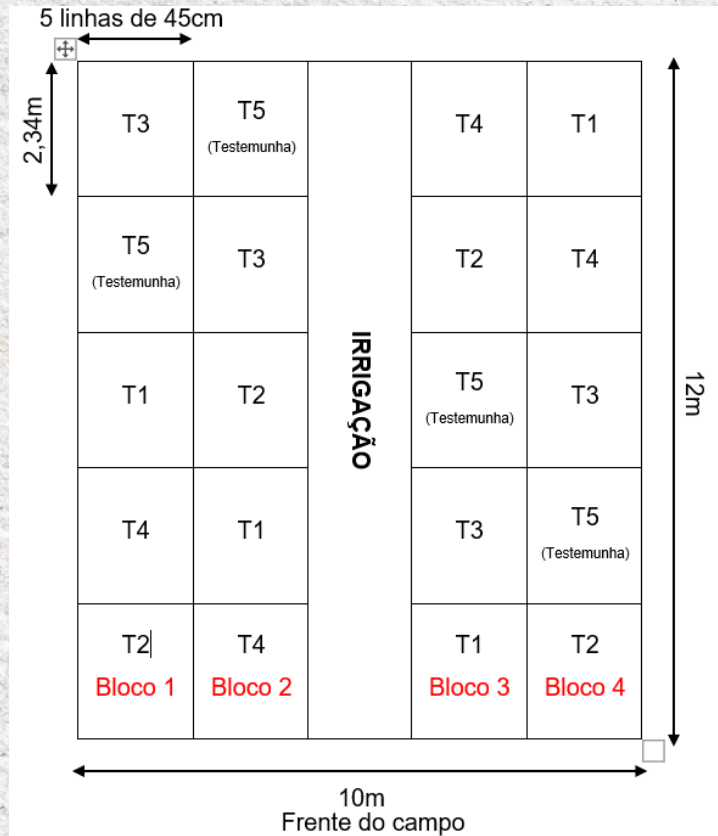 5 linhas de 45cm
2,34m
T3
T5
(Testemunha)
T4
T1
T5
(Testemunha)
T3
T2
T4
T1
T2
T5
(Testemunha)
T3
T4
T1
T3
T5
(Testemunha)
T2
Bloco 1
T4
Bloco 2
T1
Bloco 3
T2
Bloco 4
IRRIGAÇÃO
12m
10m
Frente do campo